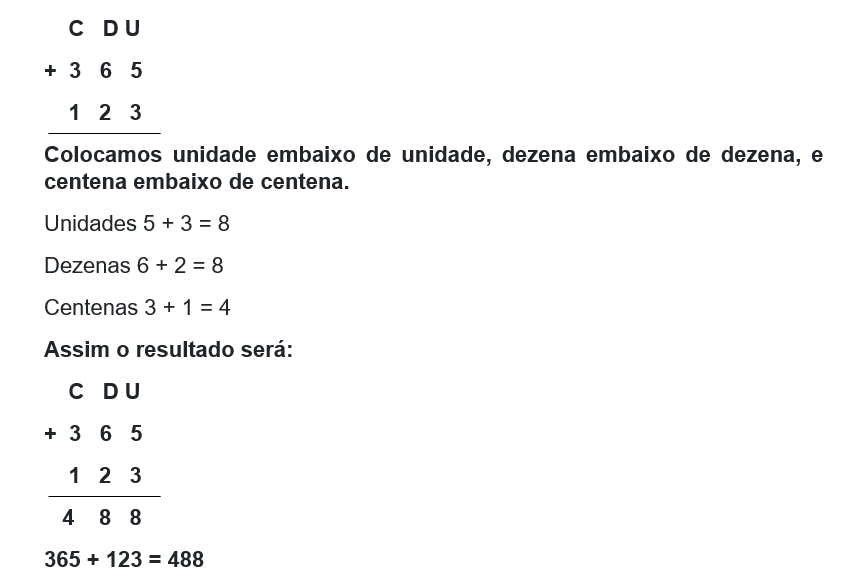 C D U
+ 3 6 5
1 2 3
Colocamos unidade embaixo de unidade, dezena embaixo de dezena, e
centena embaixo de centena.
Unidades 5 + 3 = 8
Dezenas 6 + 2 = 8
Centenas 3 + 1 = 4
Assim o resultado será:
C D U
+ 3 6 5
1 2 3
4 8 8
365 + 123 = 488